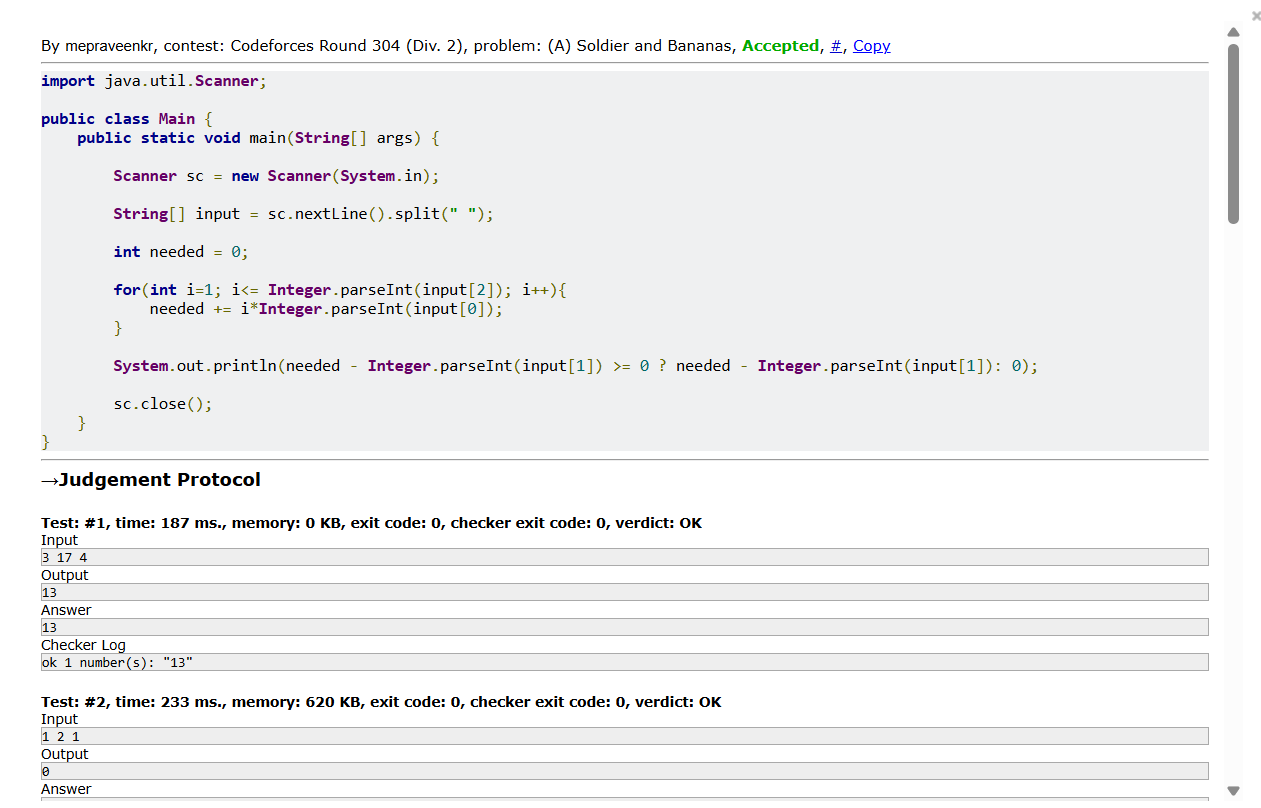 By mepraveenkr, contest: Codeforces Round 304 (Div. 2), problem: (A) Soldier and Bananas, Accepted, #, Copy
import java.util.Scanner;
public class Main {
public static void main(String[] args) {
Scanner sc = new Scanner(System.in);
String[] input = sc.nextLine().split(" ");
int needed = 0;
for(int i=1; i<= Integer.parseInt(input[2]); i++){
needed += i*Integer.parseInt(input[0]);
}
System.out.println(needed - Integer.parseInt(input[1]) >= 0 ? needed - Integer.parseInt(input[1]): 0);
sc.close();
}
}
→Judgement Protocol
Test: #1, time: 187 ms., memory: 0 KB, exit code: 0, checker exit code: 0, verdict: OK
Input
3 17 4
Output
13
Answer
13
Checker Log
ok 1 number(s): "13"
Test: #2, time: 233 ms., memory: 620 KB, exit code: 0, checker exit code: 0, verdict: OK
Input
1 2 1
Output
0
Answer